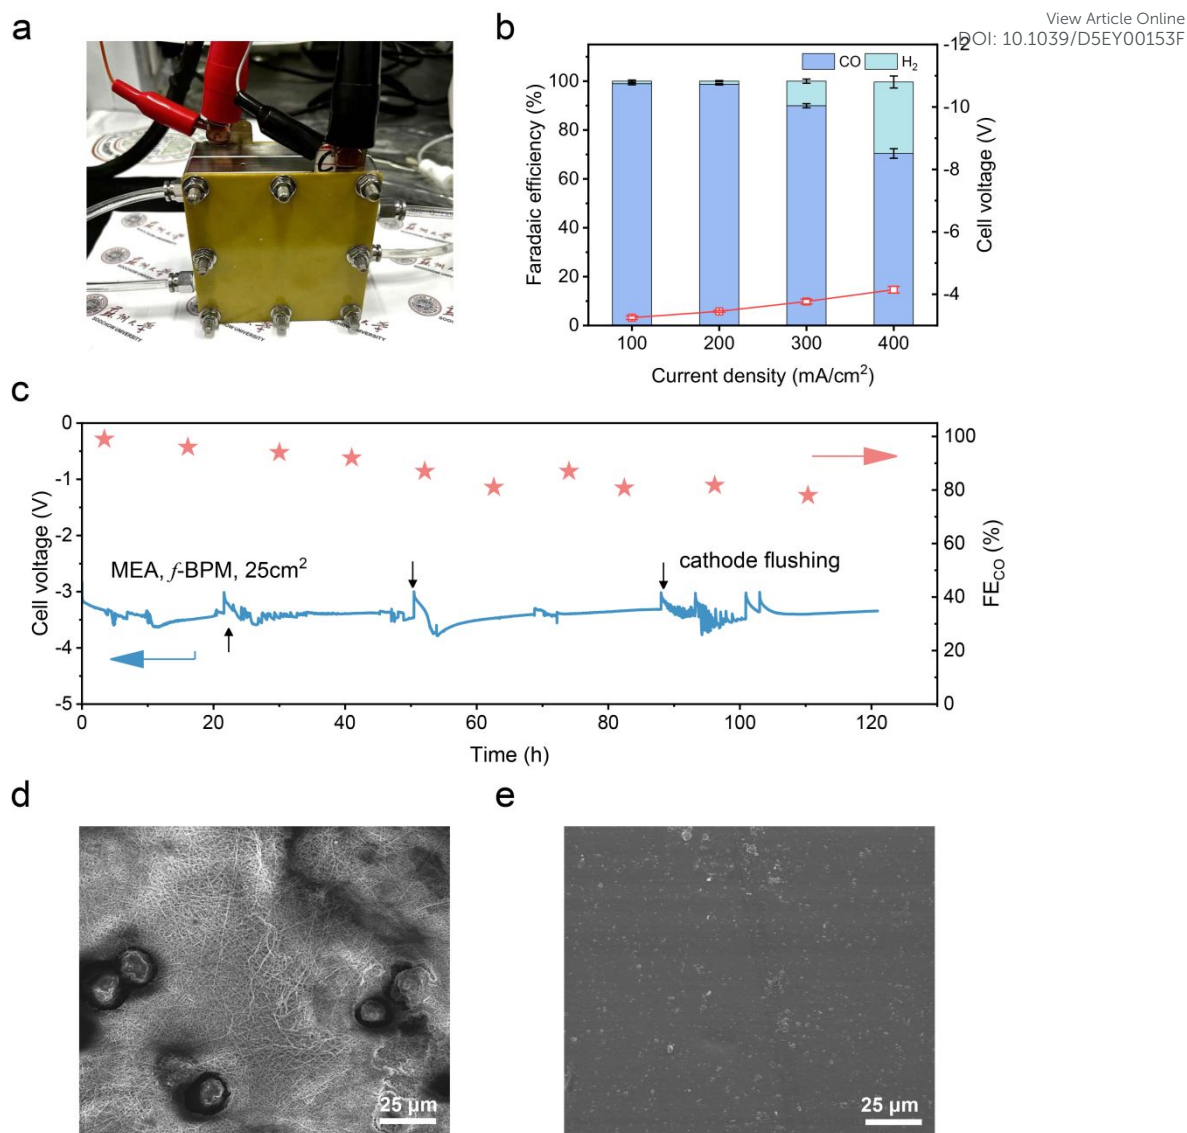 View Article Online
DOI: 10.1039/D5EY00153F
a
b
CO H2
Faradaic efficiency (%)
100
80
60
40
20
0
-12
-10
-8
-6
-4
Cell voltage (V)
100 200 300 400
Current density (mA/cm2)
SOOCHOW UNIVERSITY
c
Cell voltage (V)
0
-1
-2
-3
-4
-5
MEA, f-BPM, 25cm2
cathode flushing
100
80
60
40
20
0
FECO (%)
0 20 40 60 80 100 120
Time (h)
d
e
25 μm
25 μm